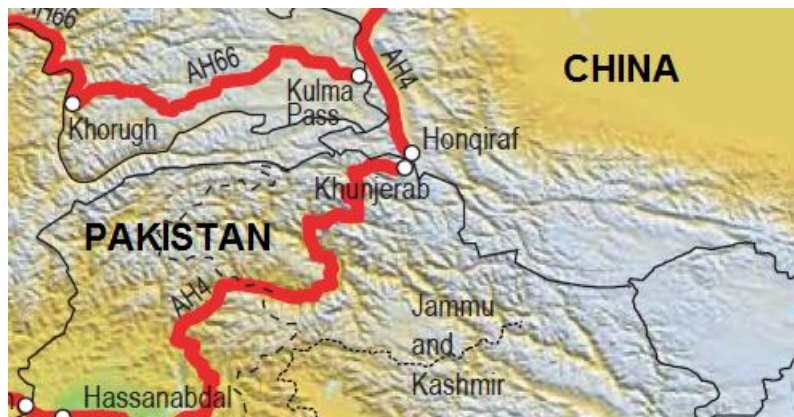 AH66
AH66
AH4
CHINA
Kulma
Pass
Khorugh
Honqiraf
Khunjerab
PAKISTAN
AH4
Jammu
and
Kashmir
Hassanabdal